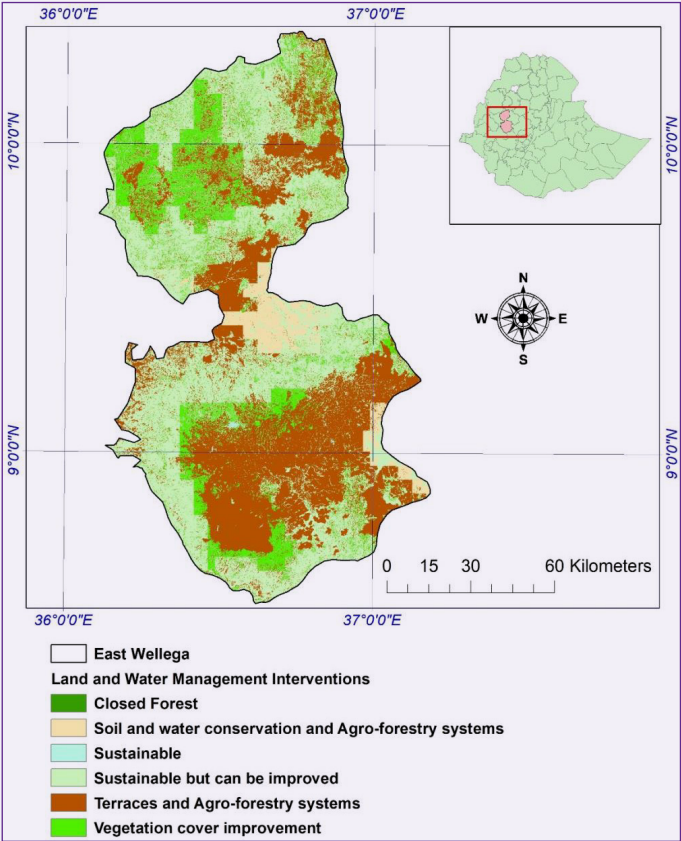 36°0'0"E 37°0'0"E
10°0'0"N 10°0'0"N
N
W E
S
9°0'0"N 9°0'0"N
0 15 30 60 Kilometers
36°0'0"E 37°0'0"E
East Wellega
Land and Water Management Interventions
Closed Forest
Soil and water conservation and Agro-forestry systems
Sustainable
Sustainable but can be improved
Terraces and Agro-forestry systems
Vegetation cover improvement